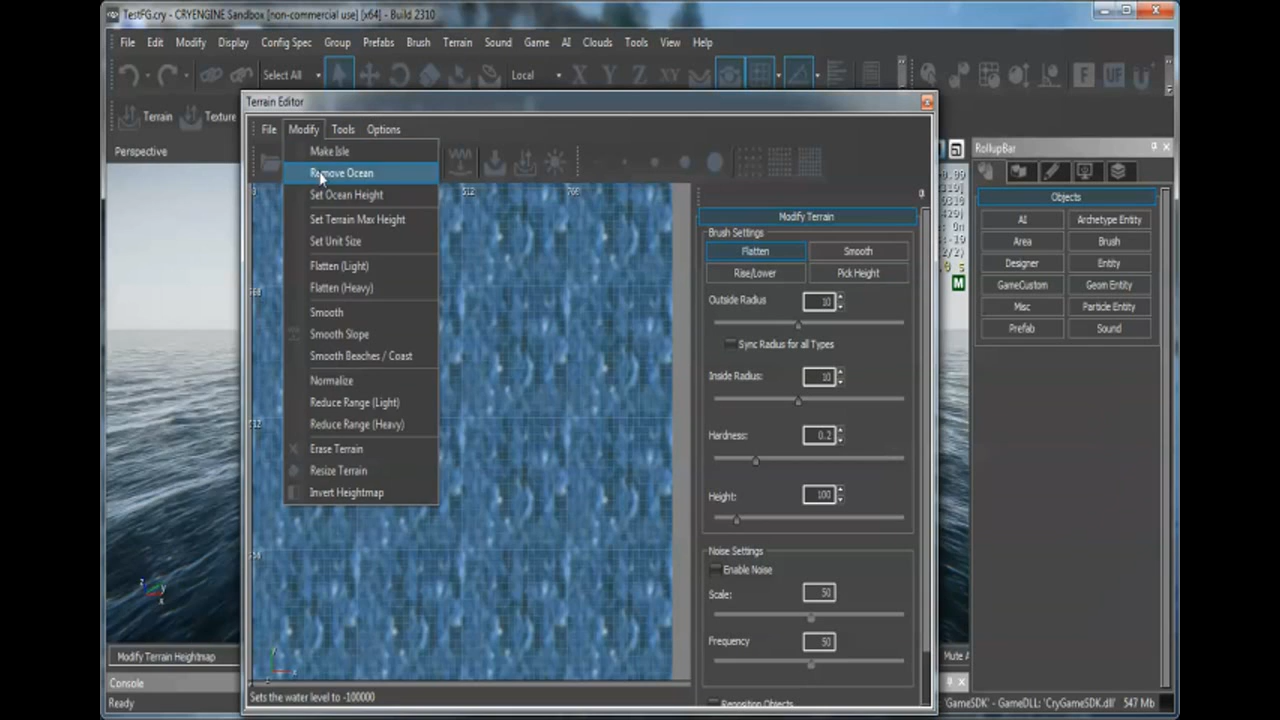 TestFG.cry - CRYENGINE Sandbox [non-commercial use] [x64] - Build 2310
File Edit Modify Display Config Spec Group Prefabs Brush Terrain Sound Game AI Clouds Tools View Help
Select All Local X Y Z XY F UF
Terrain Texture
Perspective
Terrain Editor
File Modify Tools Options
Make Isle
Remove Ocean
Set Ocean Height
Set Terrain Max Height
Set Unit Size
Flatten (Light)
Flatten (Heavy)
Smooth
Smooth Slope
Smooth Beaches / Coast
Normalize
Reduce Range (Light)
Reduce Range (Heavy)
Erase Terrain
Resize Terrain
Invert Heightmap
512 768
512
Sets the water level to -100000
Modify Terrain
Brush Settings
Flatten Smooth
Rise/Lower Pick Height
Outside Radius 10
Sync Radius for all Types
Inside Radius: 10
Hardness: 0.2
Height: 100
Noise Settings
Enable Noise
Scale: 50
Frequency 50
Reposition Objects
RollupBar
Objects
AI Archetype Entity
Area Brush
Designer Entity
GameCustom Geom Entity
Misc Particle Entity
Prefab Sound
M
z y x
Modify Terrain Heightmap
Mute A
Console
Ready
'GameSDK' - GameDLL: 'CryGameSDK.dll' 547 Mb